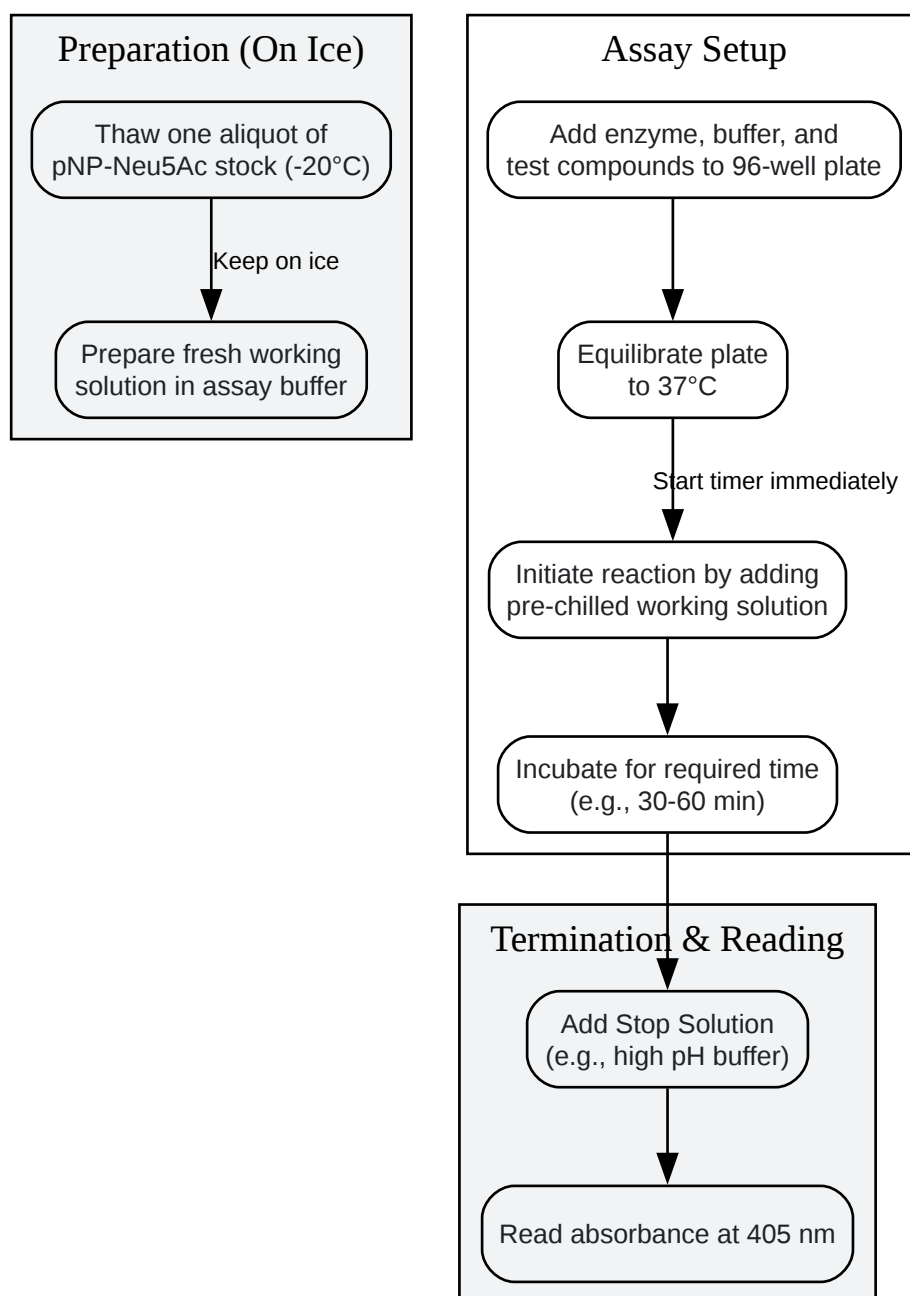 Preparation (On Ice)
Thaw one aliquot of
pNP-Neu5Ac stock (-20°C)
Keep on ice
Prepare fresh working
solution in assay buffer
Assay Setup
Add enzyme, buffer, and
test compounds to 96-well plate
Equilibrate plate
to 37°C
Start timer immediately
Initiate reaction by adding
pre-chilled working solution
Incubate for required time
(e.g., 30-60 min)
Termination & Reading
Add Stop Solution
(e.g., high pH buffer)
Read absorbance at 405 nm